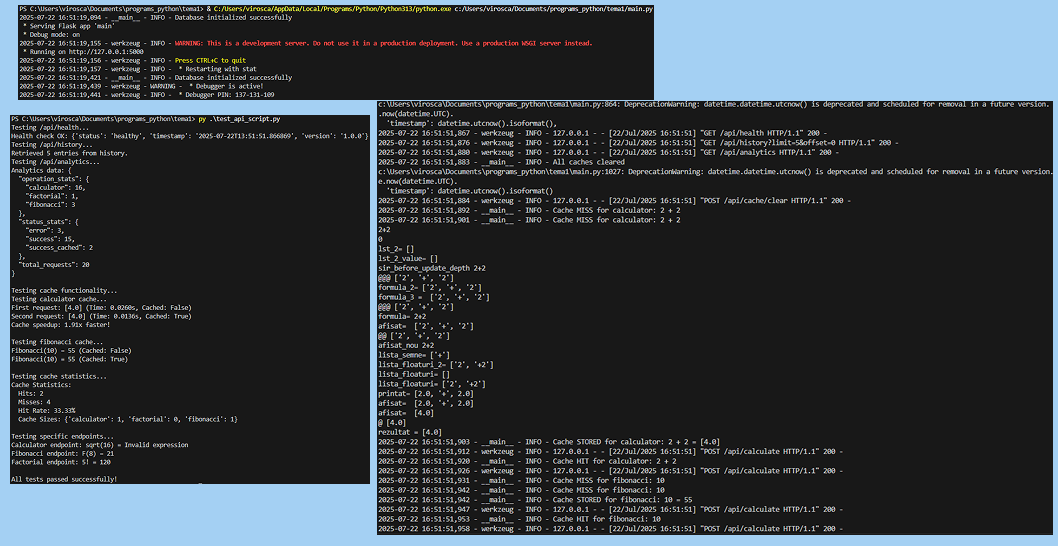 PS C:\Users\virosca> & C:/Users/virosca/AppData/Local/Programs/Python/Python313/python.exe c:/Users/virosca/Documents/programs_python/tema1/main.py
2025-07-22 16:51:19,094 - __main__ - INFO - Database initialized successfully
* Serving Flask app 'main'
* Debug mode: on
2025-07-22 16:51:19,155 - werkzeug - INFO - WARNING: This is a development server. Do not use it in a production deployment. Use a production WSGI server instead.
* Running on http://127.0.0.1:5000
2025-07-22 16:51:19,156 - werkzeug - INFO - Press CTRL+C to quit
2025-07-22 16:51:19,157 - werkzeug - INFO -  * Restarting with stat
2025-07-22 16:51:19,421 - __main__ - INFO - Database initialized successfully
2025-07-22 16:51:19,439 - werkzeug - WARNING -  * Debugger is active!
2025-07-22 16:51:19,441 - werkzeug - INFO -  * Debugger PIN: 137-131-109
PS C:\Users\virosca\Documents\programs_python\tema1> py .\test_api_script.py
Testing /api/health...
Health check OK: {'status': 'healthy', 'timestamp': '2025-07-22T13:51:51.866869', 'version': '1.0.0'}
Testing /api/history...
Retrieved 5 entries from history.
Testing /api/analytics...
Analytics data: {
"operation_stats": {
"calculator": 16,
"factorial": 1,
"fibonacci": 3
},
"status_stats": {
"error": 3,
"success": 15,
"success_cached": 2
},
"total_requests": 20
}
Testing cache functionality...
Testing calculator cache...
First request: [4.0] (Time: 0.0260s, Cached: False)
Second request: [4.0] (Time: 0.0136s, Cached: True)
Cache speedup: 1.91x faster!
Testing fibonacci cache...
Fibonacci(10) = 55 (Cached: False)
Fibonacci(10) = 55 (Cached: True)
Testing cache statistics...
Cache Statistics:
Hits: 2
Misses: 4
Hit Rate: 33.33%
Cache Sizes: {'calculator': 1, 'factorial': 0, 'fibonacci': 1}
Testing specific endpoints...
Calculator endpoint: sqrt(16) = Invalid expression
Fibonacci endpoint: F(8) = 21
Factorial endpoint: 5! = 120
All tests passed successfully!
c:\Users\virosca\Documents\programs_python\tema1\main.py:864: DeprecationWarning: datetime.datetime.utcnow() is deprecated and scheduled for removal in a future version.
.now(datetime.UTC).
'timestamp': datetime.utcnow().isoformat(),
2025-07-22 16:51:51,867 - werkzeug - INFO - 127.0.0.1 - - [22/Jul/2025 16:51:51] "GET /api/health HTTP/1.1" 200 -
2025-07-22 16:51:51,876 - werkzeug - INFO - 127.0.0.1 - - [22/Jul/2025 16:51:51] "GET /api/history?limit=5&offset=0 HTTP/1.1" 200 -
2025-07-22 16:51:51,880 - werkzeug - INFO - 127.0.0.1 - - [22/Jul/2025 16:51:51] "GET /api/analytics HTTP/1.1" 200 -
2025-07-22 16:51:51,883 - __main__ - INFO - All caches cleared
c:\Users\virosca\Documents\programs_python\tema1\main.py:1027: DeprecationWarning: datetime.datetime.utcnow() is deprecated and scheduled for removal in a future version
e.now(datetime.UTC).
'timestamp': datetime.utcnow().isoformat()
2025-07-22 16:51:51,884 - werkzeug - INFO - 127.0.0.1 - - [22/Jul/2025 16:51:51] "POST /api/cache/clear HTTP/1.1" 200 -
2025-07-22 16:51:51,892 - __main__ - INFO - Cache MISS for calculator: 2 + 2
2025-07-22 16:51:51,901 - __main__ - INFO - Cache MISS for calculator: 2 + 2
2+2
0
lst_2= []
lst_2_value= []
sir_before_update_depth 2+2
@@@ ['2', '+', '2']
formula_2= ['2', '+', '2']
formula_3 =  ['2', '+', '2']
@@@ ['2', '+', '2']
formula= 2+2
afisat=  ['2', '+', '2']
@@ ['2', '+', '2']
afisat_nou 2+2
lista_semne= ['+']
lista_floaturi_2= ['2', '+2']
lista_floaturi= []
lista_floaturi= ['2', '+2']
printat= [2.0, '+', 2.0]
afisat=  [2.0, '+', 2.0]
afisat=  [4.0]
@ [4.0]
rezultat = [4.0]
2025-07-22 16:51:51,903 - __main__ - INFO - Cache STORED for calculator: 2 + 2 = [4.0]
2025-07-22 16:51:51,912 - werkzeug - INFO - 127.0.0.1 - - [22/Jul/2025 16:51:51] "POST /api/calculate HTTP/1.1" 200 -
2025-07-22 16:51:51,920 - __main__ - INFO - Cache HIT for calculator: 2 + 2
2025-07-22 16:51:51,926 - werkzeug - INFO - 127.0.0.1 - - [22/Jul/2025 16:51:51] "POST /api/calculate HTTP/1.1" 200 -
2025-07-22 16:51:51,931 - __main__ - INFO - Cache MISS for fibonacci: 10
2025-07-22 16:51:51,942 - __main__ - INFO - Cache MISS for fibonacci: 10
2025-07-22 16:51:51,942 - __main__ - INFO - Cache STORED for fibonacci: 10 = 55
2025-07-22 16:51:51,947 - werkzeug - INFO - 127.0.0.1 - - [22/Jul/2025 16:51:51] "POST /api/calculate HTTP/1.1" 200 -
2025-07-22 16:51:51,953 - __main__ - INFO - Cache HIT for fibonacci: 10
2025-07-22 16:51:51,958 - werkzeug - INFO - 127.0.0.1 - - [22/Jul/2025 16:51:51] "POST /api/calculate HTTP/1.1" 200 -